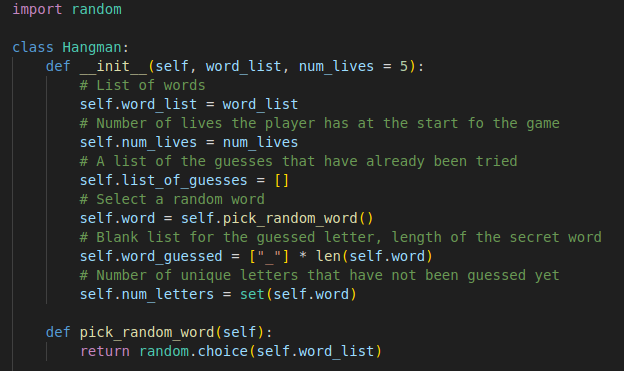 import random
class Hangman:
def __init__(self, word_list, num_lives = 5):
# List of words
self.word_list = word_list
# Number of lives the player has at the start fo the game
self.num_lives = num_lives
# A list of the guesses that have already been tried
self.list_of_guesses = []
# Select a random word
self.word = self.pick_random_word()
# Blank list for the guessed letter, length of the secret word
self.word_guessed = ["_"] * len(self.word)
# Number of unique letters that have not been guessed yet
self.num_letters = set(self.word)
def pick_random_word(self):
return random.choice(self.word_list)